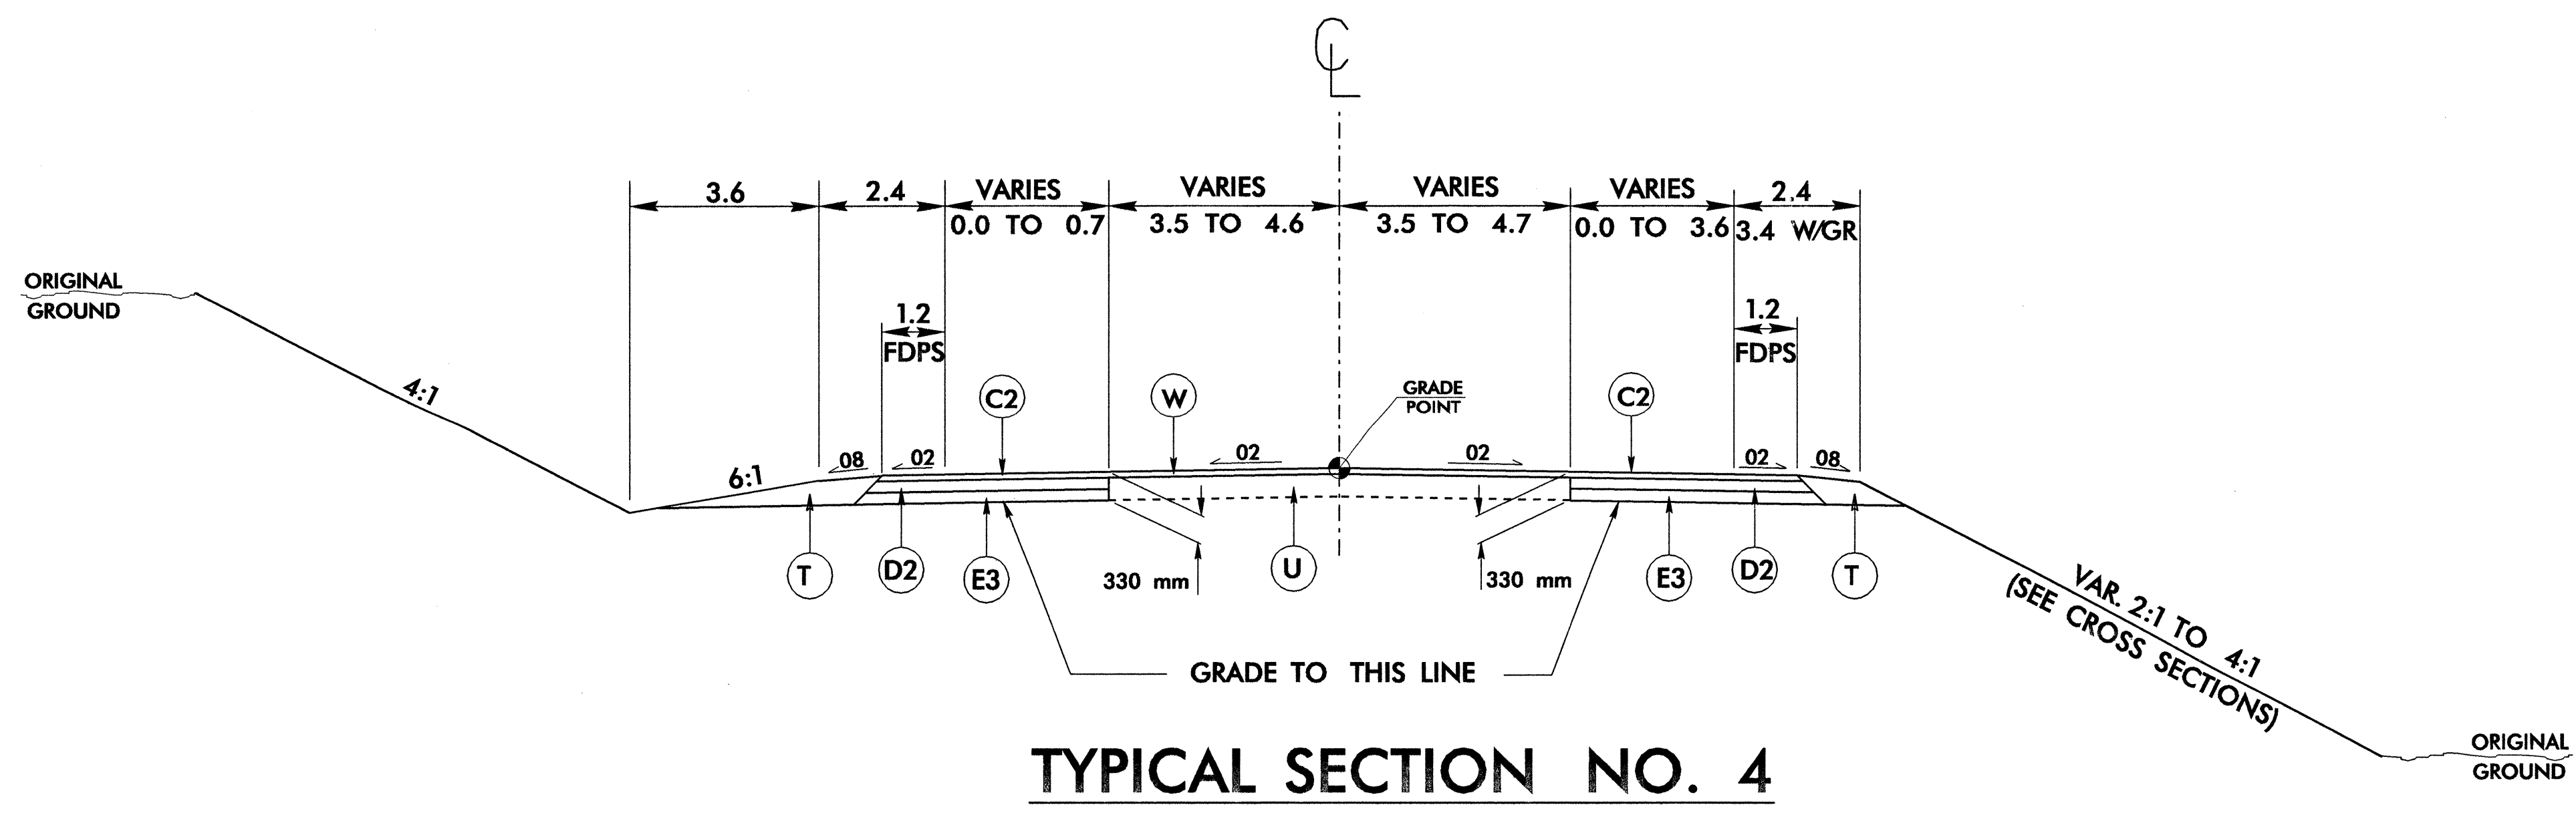 CL
3.6
2.4
VARIES
0.0 TO 0.7
VARIES
3.5 TO 4.6
VARIES
3.5 TO 4.7
VARIES
0.0 TO 3.6
2.4
3.4 W/GR
ORIGINAL
GROUND
1.2
FDPS
1.2
FDPS
4:1
C2
W
GRADE
POINT
C2
6:1
08
02
02
02
02
08
T
D2
E3
330 mm
U
330 mm
E3
D2
T
VAR. 2:1 TO 4:1
(SEE CROSS SECTIONS)
GRADE TO THIS LINE
ORIGINAL
GROUND
TYPICAL SECTION NO. 4